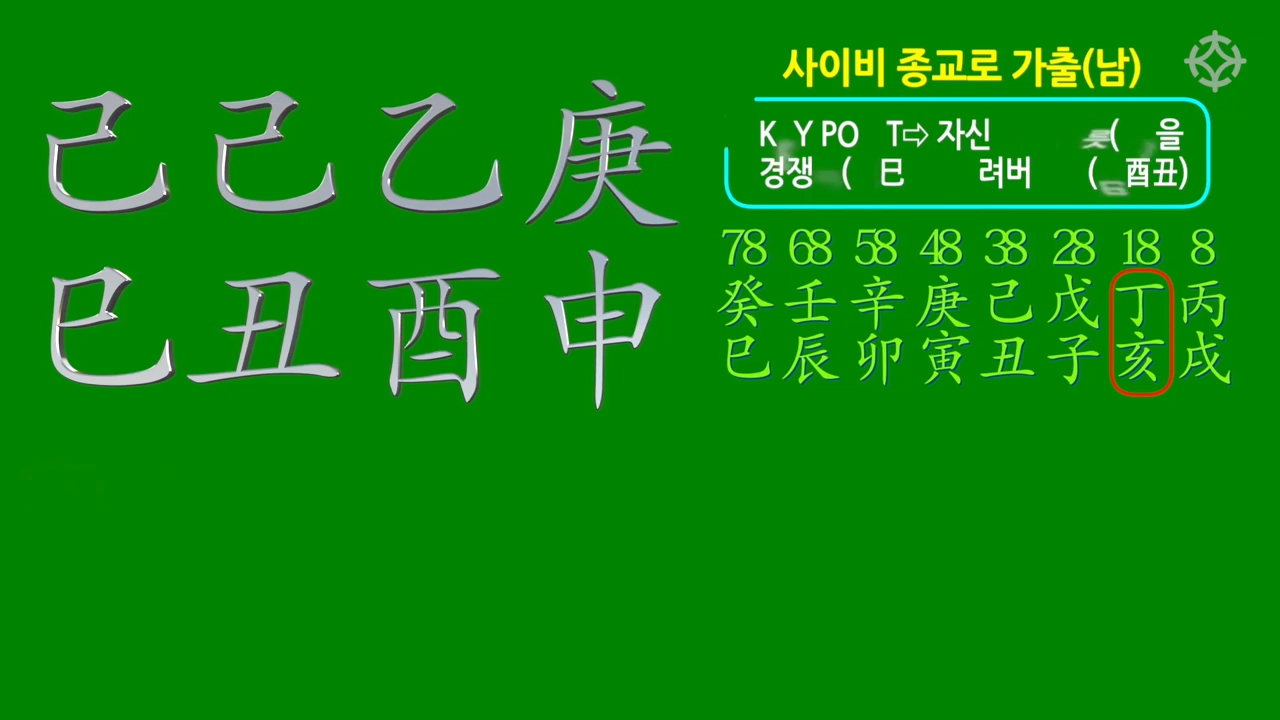 己 己 乙 庚
巳 丑 酉 申
사이비 종교로 가출(남)
K Y PO T⇨ 자신 ( 을
경쟁 ( 巳 려버 ( 酉丑)
78 68 58 48 38 28 18 8
癸 壬 辛 庚 己 戊 丁 丙
巳 辰 卯 寅 丑 子 亥 戌